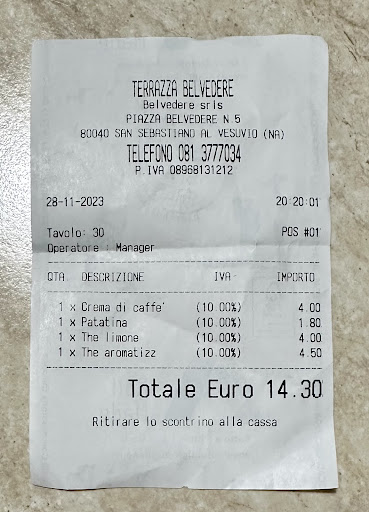 TERRAZZA BELVEDERE
Belvedere srls
PIAZZA BELVEDERE N.5
80040 SAN SEBASTIANO AL VESUVIO (NA)
TELEFONO 081 3777034
P.IVA 08968131212
28-11-2023 20:20:01
Tavolo: 30 POS #01
Operatore : Manager
QTA DESCRIZIONE IVA IMPORTO
1 x Crema di caffe' (10.00%) 4.00
1 x Patatina (10.00%) 1.80
1 x The limone (10.00%) 4.00
1 x The aromatizz (10.00%) 4.50
Totale Euro 14.30
Ritirare lo scontrino alla cassa